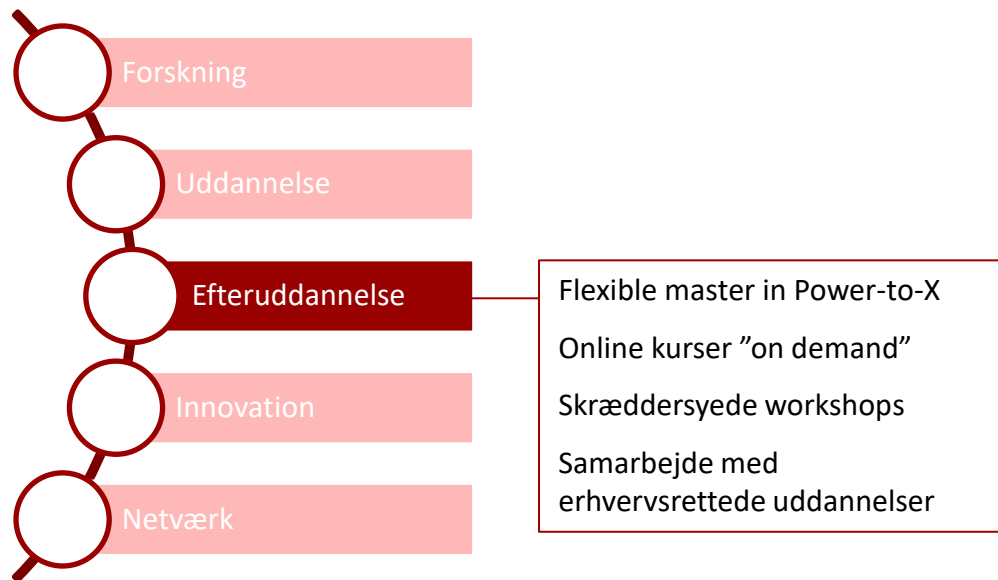 Forskning
Uddannelse
Efteruddannelse
Innovation
Netværk
Flexible master in Power-to-X
Online kurser ”on demand”
Skræddersyede workshops
Samarbejde med
erhvervsrettede uddannelser